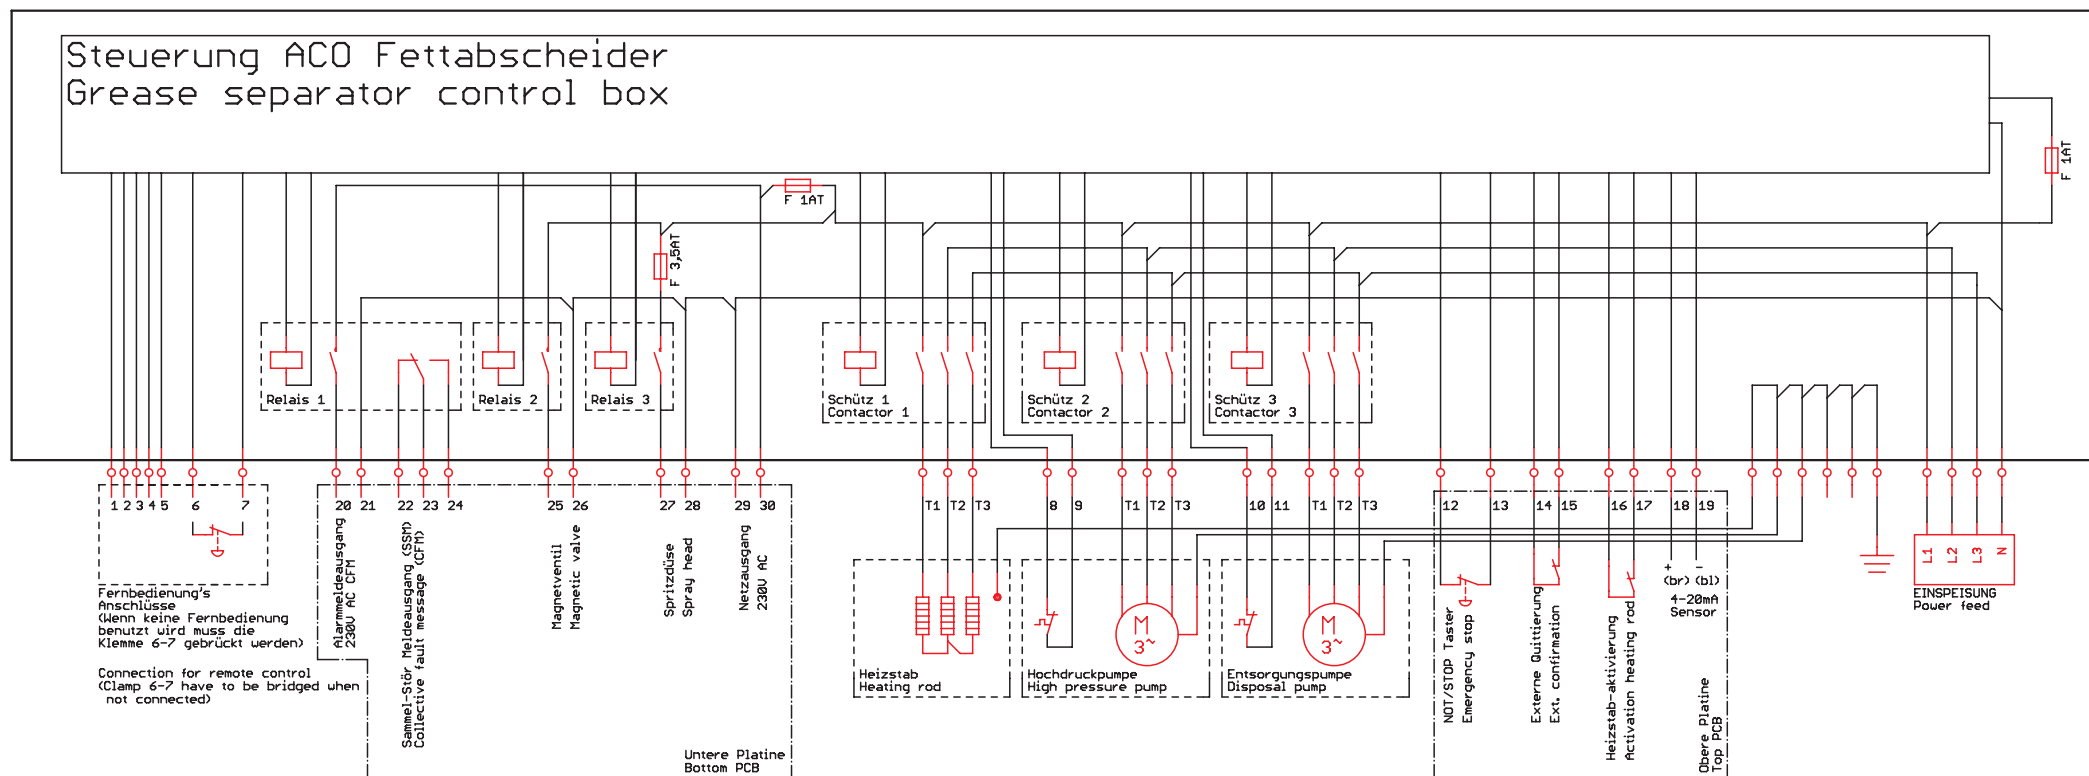 Steuerung ACO Fettabscheider
Grease separator control box
F 1AT
F 1AT
F 3,5AT
Relais 1
Relais 2
Relais 3
Schütz 1
Contactor 1
Schütz 2
Contactor 2
Schütz 3
Contactor 3
1 2 3 4 5 6 7
20 21 22 23 24 25 26 27 28 29 30
T1 T2 T3 8 9 T1 T2 T3 10 11 T1 T2 T3
12 13 14 15 16 17 18 19
Fernbedienung's
Anschlüsse
(Wenn keine Fernbedienung
benutzt wird muss die
Klemme 6-7 gebrückt werden)
Connection for remote control
(Clamp 6-7 have to be bridged when
not connected)
Alarmmeldeausgang
230V AC CFM
Sammel-Stör Meldeausgang (SSM)
Collective fault message (CFM)
Magnetventil
Magnetic valve
Spritzdüse
Spray head
Netzausgang
230V AC
Untere Platine
Bottom PCB
Heizstab
Heating rod
M
3~
Hochdruckpumpe
High pressure pump
M
3~
Entsorgungspumpe
Disposal pump
NOT/STOP Taster
Emergency stop
Externe Quittierung
Ext. confirmation
Heizstab-aktivierung
Activation heating rod
+ -
(br) (bl)
4-20mA
Sensor
Obere Platine
Top PCB
L1 L2 L3 N
EINSPEISUNG
Power feed